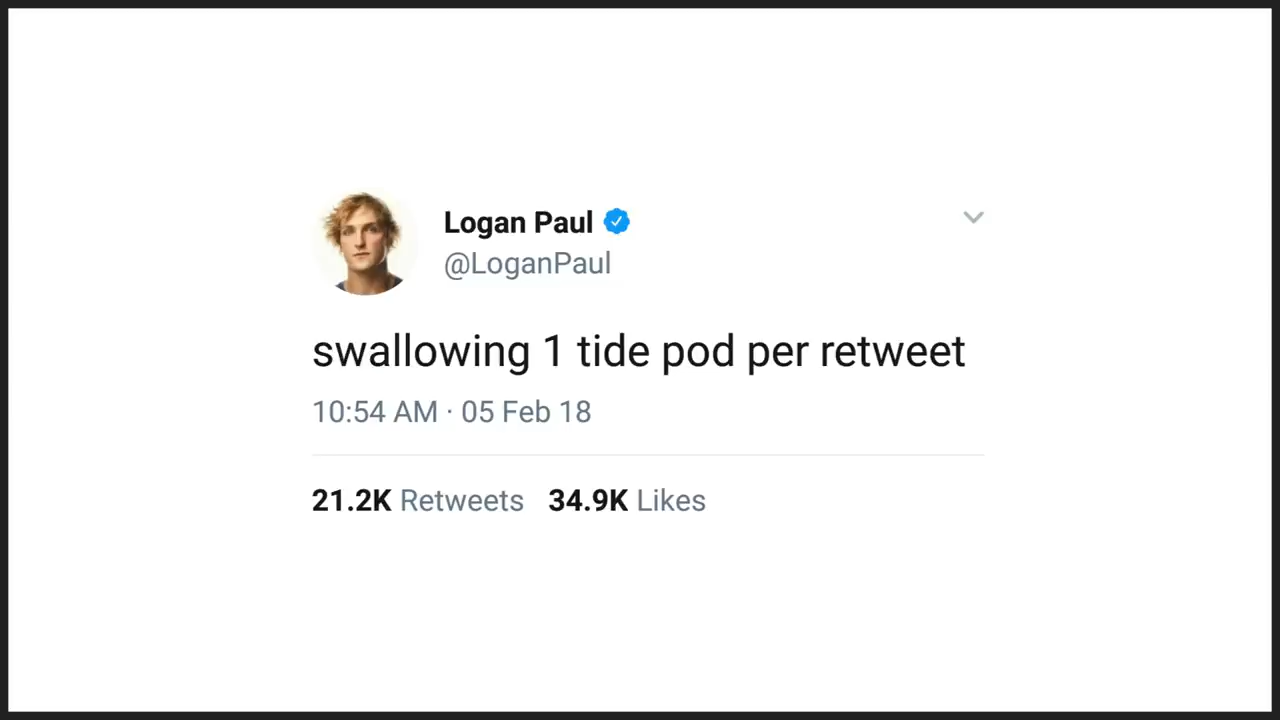 Logan Paul
@LoganPaul
swallowing 1 tide pod per retweet
10:54 AM · 05 Feb 18
21.2K Retweets 34.9K Likes